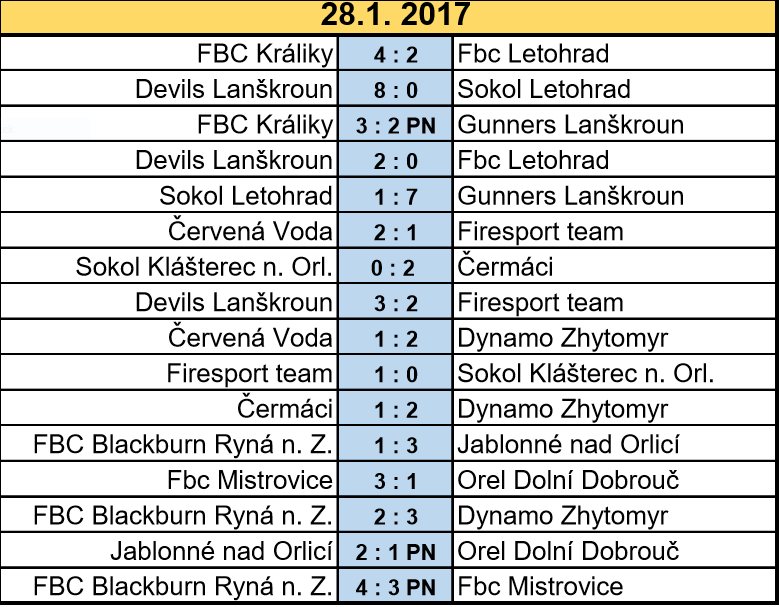 28.1. 2017
FBC Králiky 4 : 2 Fbc Letohrad
Devils Lanškroun 8 : 0 Sokol Letohrad
FBC Králiky 3 : 2 PN Gunners Lanškroun
Devils Lanškroun 2 : 0 Fbc Letohrad
Sokol Letohrad 1 : 7 Gunners Lanškroun
Červená Voda 2 : 1 Firesport team
Sokol Klášterec n. Orl. 0 : 2 Čermáci
Devils Lanškroun 3 : 2 Firesport team
Červená Voda 1 : 2 Dynamo Zhytomyr
Firesport team 1 : 0 Sokol Klášterec n. Orl.
Čermáci 1 : 2 Dynamo Zhytomyr
FBC Blackburn Ryná n. Z. 1 : 3 Jablonné nad Orlicí
Fbc Mistrovice 3 : 1 Orel Dolní Dobrouč
FBC Blackburn Ryná n. Z. 2 : 3 Dynamo Zhytomyr
Jablonné nad Orlicí 2 : 1 PN Orel Dolní Dobrouč
FBC Blackburn Ryná n. Z. 4 : 3 PN Fbc Mistrovice